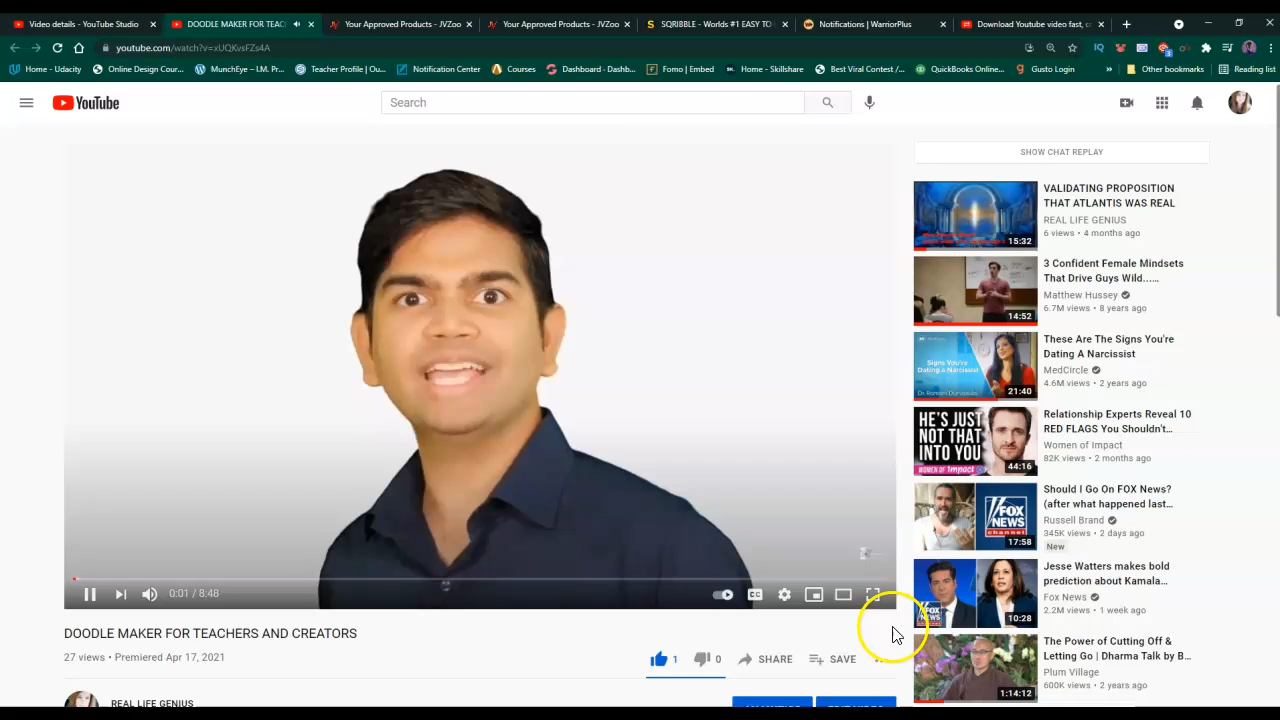 Video details - YouTube Studio
DOODLE MAKER FOR TEAC
Your Approved Products - JVZoo
Your Approved Products - JVZoo
SQRIBBLE - Worlds #1 EASY TO
Notifications | WarriorPlus
Download Youtube video fast, c
youtube.com/watch?v=xUQKvsFZs4A
Home - Udacity
Online Design Cour...
MunchEye – I.M. Pr...
Teacher Profile | Ou...
Notification Center
Courses
Dashboard - Dashb...
Fomo | Embed
Home - Skillshare
Best Viral Contest /...
QuickBooks Online...
Gusto Login
Other bookmarks
Reading list
YouTube
Search
SHOW CHAT REPLAY
VALIDATING PROPOSITION
THAT ATLANTIS WAS REAL
REAL LIFE GENIUS
6 views • 4 months ago
15:32
3 Confident Female Mindsets
That Drive Guys Wild......
Matthew Hussey
6.7M views • 8 years ago
14:52
These Are The Signs You're
Dating A Narcissist
MedCircle
4.6M views • 2 years ago
Signs You're
Dating a Narcissist
21:40
Relationship Experts Reveal 10
RED FLAGS You Shouldn't...
Women of Impact
82K views • 2 months ago
HE'S JUST
NOT THAT
INTO YOU
WOMEN OF Impact
44:16
Should I Go On FOX News?
(after what happened last...
Russell Brand
345K views • 2 days ago
New
FOX
NEWS
channel
17:58
Jesse Watters makes bold
prediction about Kamala...
Fox News
2.2M views • 1 week ago
10:28
The Power of Cutting Off &
Letting Go | Dharma Talk by B...
Plum Village
600K views • 2 years ago
1:14:12
0:01 / 8:48
CC
DOODLE MAKER FOR TEACHERS AND CREATORS
27 views • Premiered Apr 17, 2021
1
0
SHARE
SAVE
REAL LIFE GENIUS